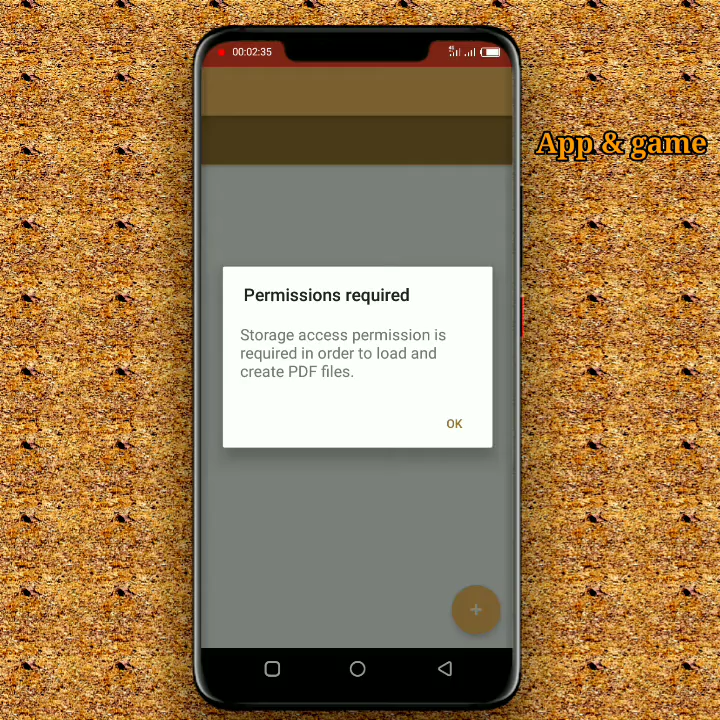 00:02:35
App & game
Permissions required
Storage access permission is
required in order to load and
create PDF files.
OK